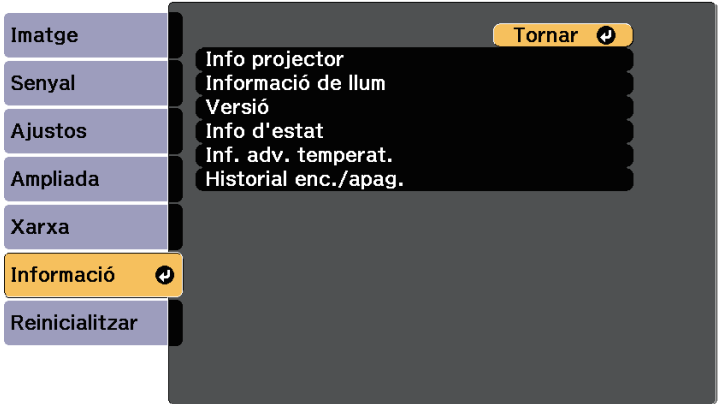 Imatge
Senyal
Ajustos
Ampliada
Xarxa
Informació
Reinicialitzar
Tornar
Info projector
Informació de llum
Versió
Info d'estat
Inf. adv. temperat.
Historial enc./apag.